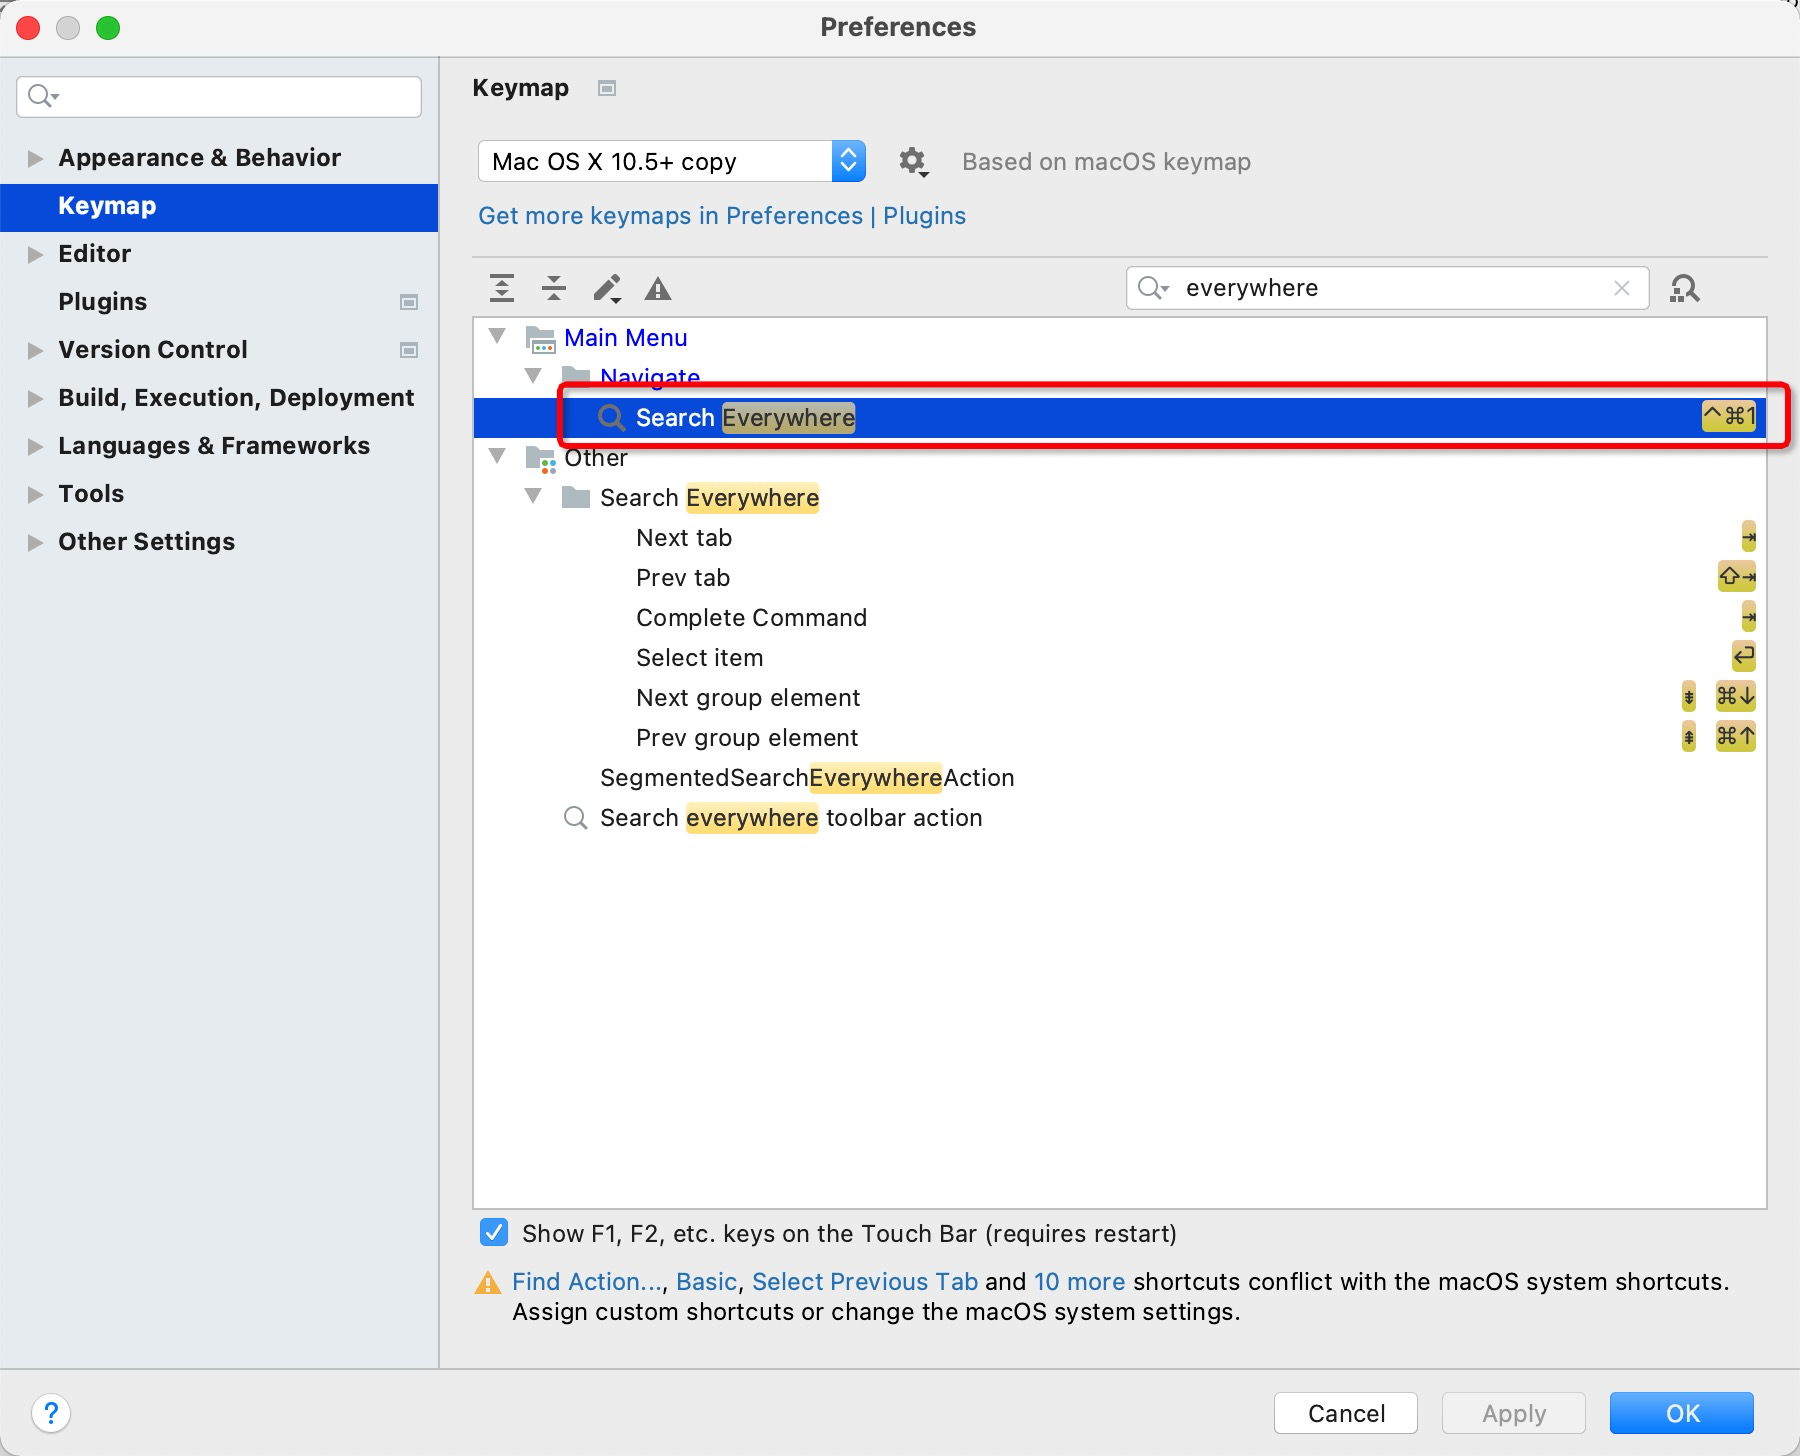 Preferences
Appearance & Behavior
Keymap
Editor
Plugins
Version Control
Build, Execution, Deployment
Languages & Frameworks
Tools
Other Settings
Keymap
Mac OS X 10.5+ copy
Based on macOS keymap
Get more keymaps in Preferences | Plugins
everywhere
Main Menu
Navigate
Search Everywhere ^⌘1
Other
Search Everywhere
Next tab ⇥
Prev tab ⇧⇥
Complete Command ⇥
Select item ↩
Next group element ⇟ ⌘↓
Prev group element ⇞ ⌘↑
SegmentedSearchEverywhereAction
Search everywhere toolbar action
Show F1, F2, etc. keys on the Touch Bar (requires restart)
Find Action..., Basic, Select Previous Tab and 10 more shortcuts conflict with the macOS system shortcuts.
Assign custom shortcuts or change the macOS system settings.
?
Cancel
Apply
OK